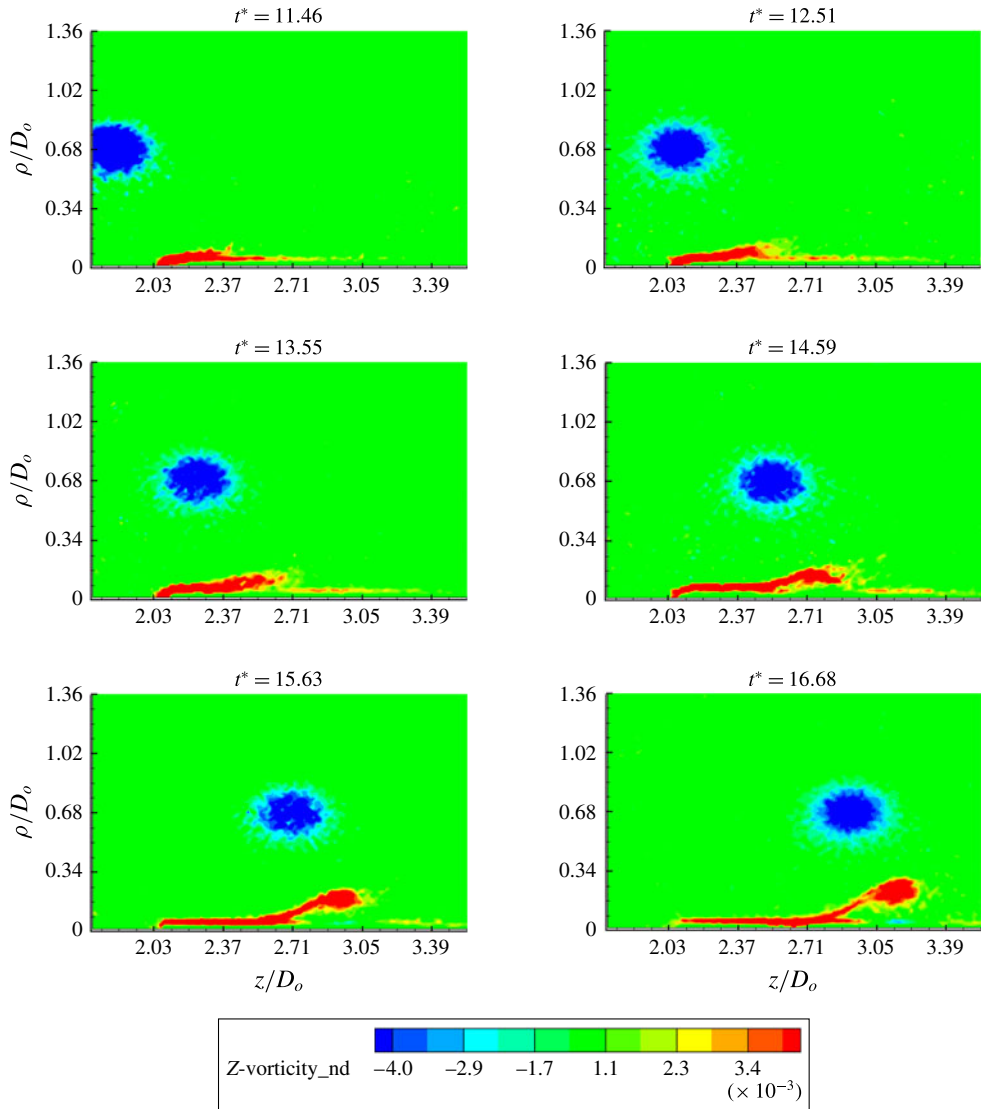 t* = 11.46 t* = 12.51
1.36 1.36
1.02 1.02
ρ/Do 0.68 0.68
0.34 0.34
0 0
2.03 2.37 2.71 3.05 3.39 2.03 2.37 2.71 3.05 3.39
t* = 13.55 t* = 14.59
1.36 1.36
1.02 1.02
ρ/Do 0.68 0.68
0.34 0.34
0 0
2.03 2.37 2.71 3.05 3.39 2.03 2.37 2.71 3.05 3.39
t* = 15.63 t* = 16.68
1.36 1.36
1.02 1.02
ρ/Do 0.68 0.68
0.34 0.34
0 0
2.03 2.37 2.71 3.05 3.39 2.03 2.37 2.71 3.05 3.39
z/Do z/Do
Z-vorticity_nd −4.0 −2.9 −1.7 1.1 2.3 3.4
(× 10−3)